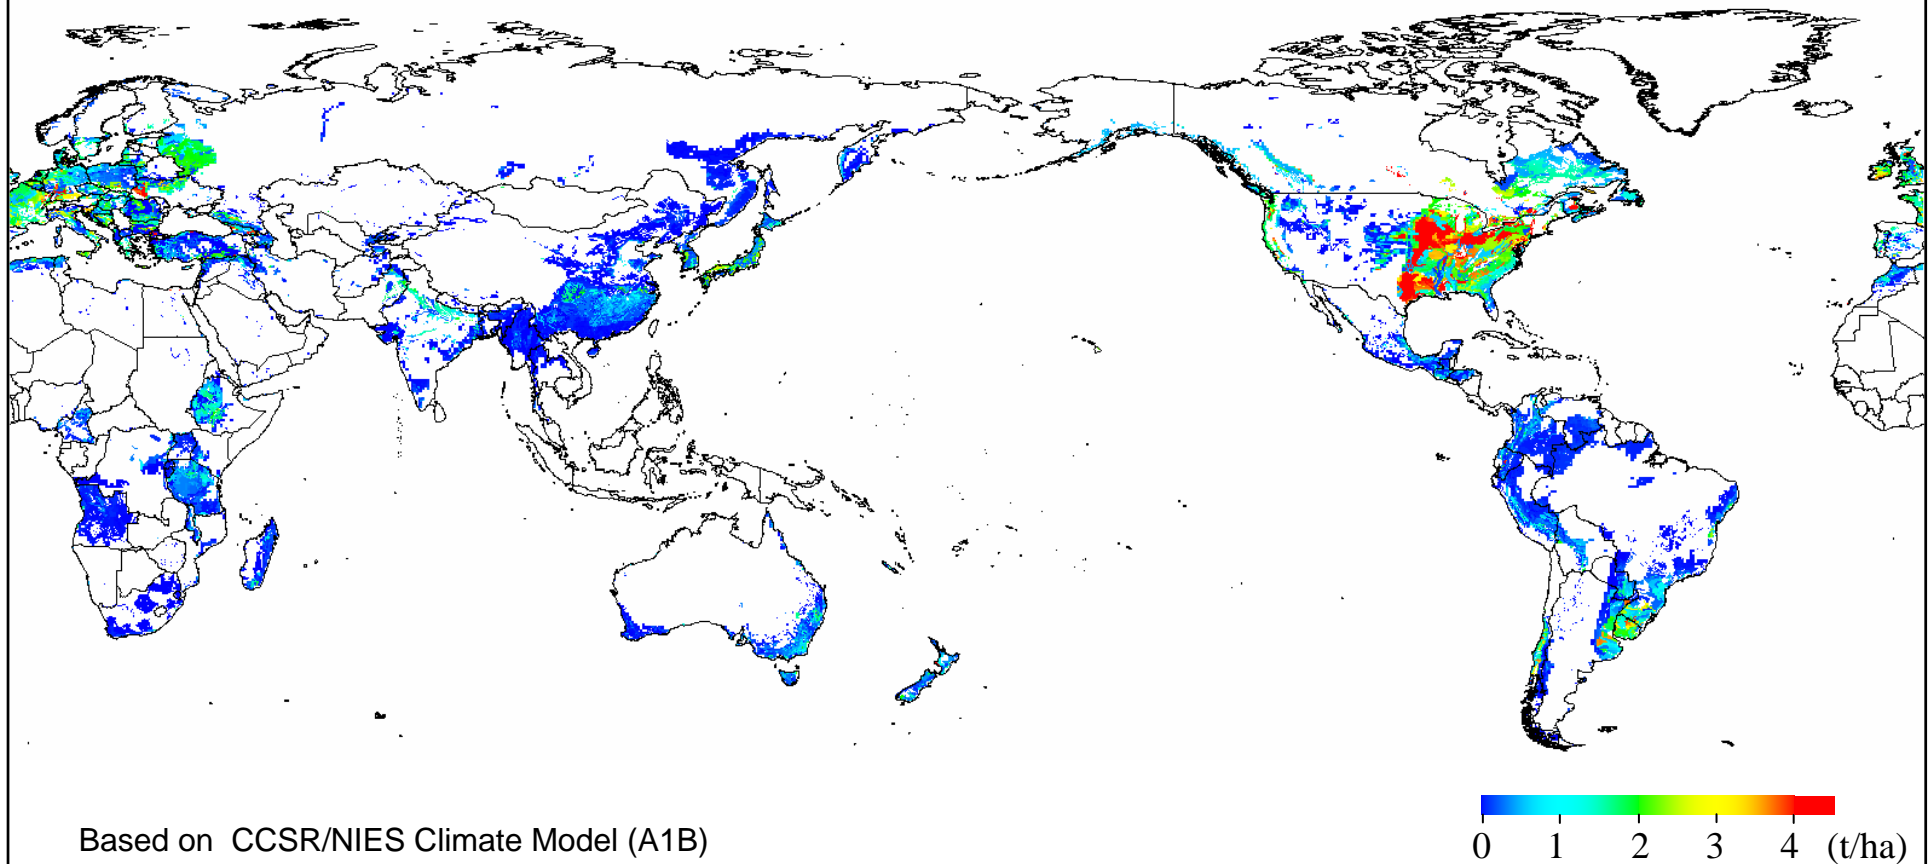 Based on CCSR/NIES Climate Model (A1B)
0 1 2 3 4 (t/ha)